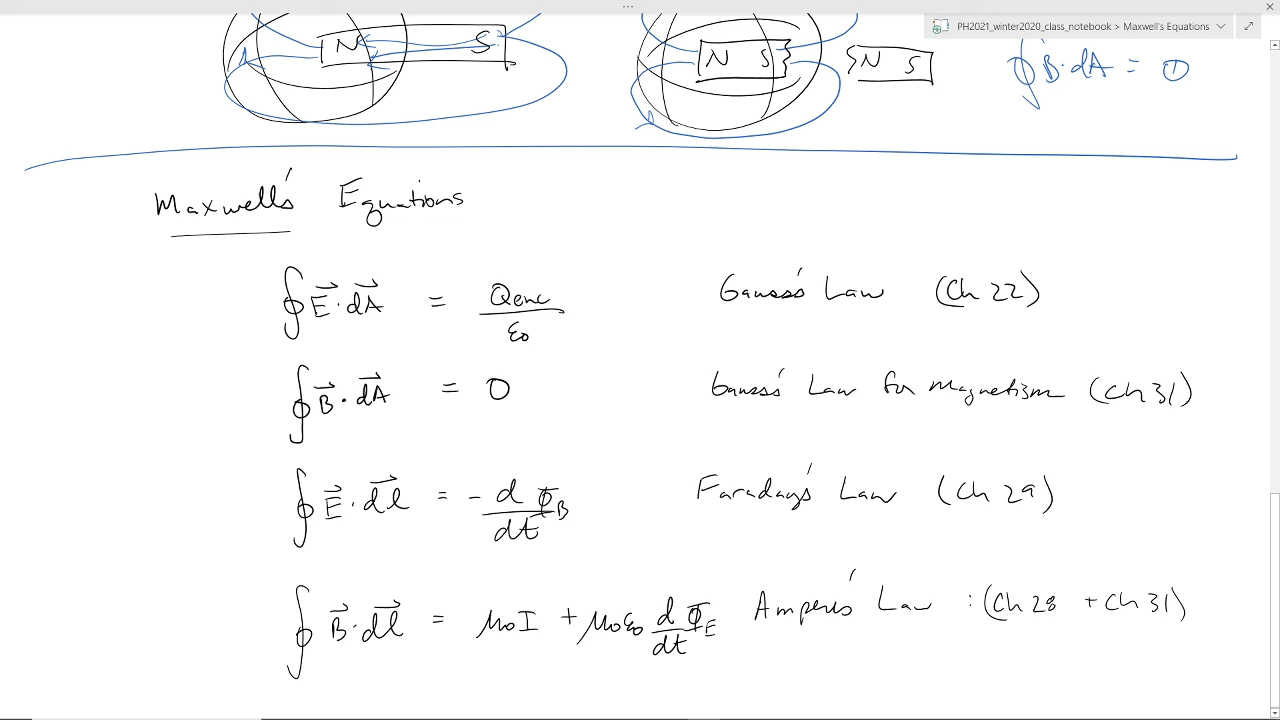 PH2021_winter2020_class_notebook > Maxwell's Equations
N S N S N S
∮ B·dA = 0
Maxwell's Equations
∮ E⃗·dA⃗ = Qenc/ε₀ Gauss's Law (Ch 22)
∮ B⃗·dA⃗ = 0 Gauss's Law for Magnetism (Ch 31)
∮ E⃗·dl⃗ = - d/dt Φ_B Faraday's Law (Ch 29)
∮ B⃗·dl⃗ = μ₀I + μ₀ε₀ d/dt Φ_E Ampere's Law : (Ch 28 + Ch 31)